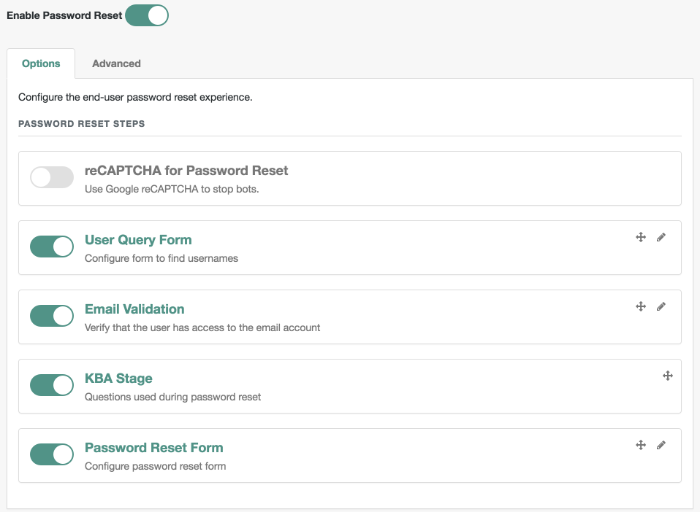 Enable Password Reset
Options
Advanced
Configure the end-user password reset experience.
PASSWORD RESET STEPS
reCAPTCHA for Password Reset
Use Google reCAPTCHA to stop bots.
User Query Form
Configure form to find usernames
Email Validation
Verify that the user has access to the email account
KBA Stage
Questions used during password reset
Password Reset Form
Configure password reset form